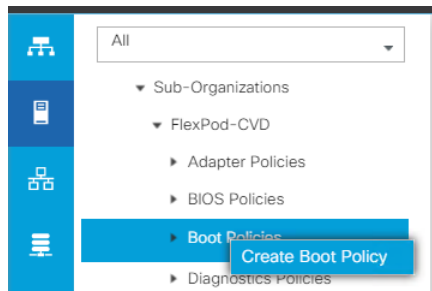 All
Sub-Organizations
FlexPod-CVD
Adapter Policies
BIOS Policies
Boot Policies
Create Boot Policy
Diagnostics Policies